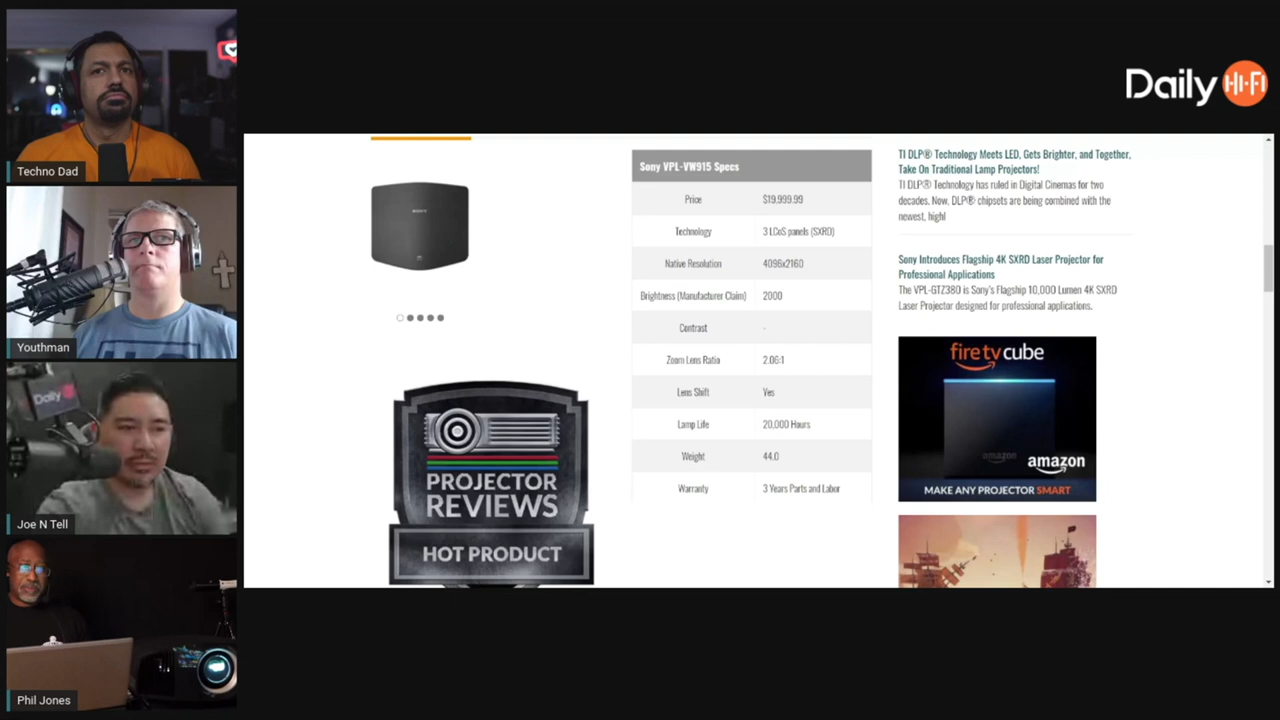 Techno Dad
Youthman
Daily
Joe N Tell
Phil Jones
Daily HI-FI
SONY
PROJECTOR
REVIEWS
HOT PRODUCT
Sony VPL-VW915 Specs
Price $19,999.99
Technology 3 LCoS panels (SXRD)
Native Resolution 4096x2160
Brightness (Manufacturer Claim) 2000
Contrast -
Zoom Lens Ratio 2.06:1
Lens Shift Yes
Lamp Life 20,000 Hours
Weight 44.0
Warranty 3 Years Parts and Labor
TI DLP® Technology Meets LED, Gets Brighter, and Together,
Take On Traditional Lamp Projectors!
TI DLP® Technology has ruled in Digital Cinemas for two
decades. Now, DLP® chipsets are being combined with the
newest, highl
Sony Introduces Flagship 4K SXRD Laser Projector for
Professional Applications
The VPL-GTZ380 is Sony's Flagship 10,000 Lumen 4K SXRD
Laser Projector designed for professional applications.
fire tv cube
amazon
amazon
MAKE ANY PROJECTOR SMART